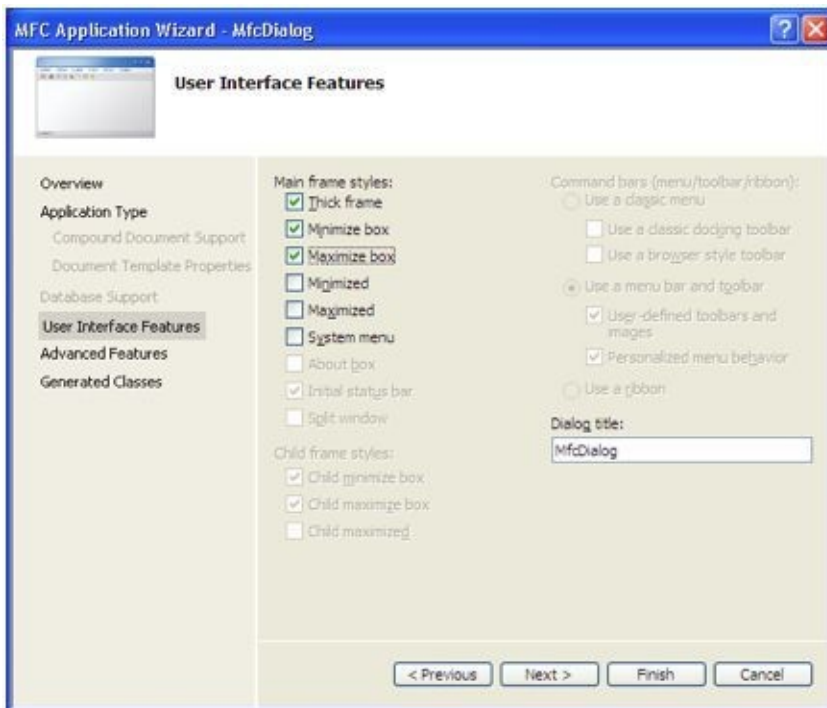 MFC Application Wizard - MfcDialog
User Interface Features
Overview
Application Type
Compound Document Support
Document Template Properties
Database Support
User Interface Features
Advanced Features
Generated Classes
Main frame styles:
Thick frame
Minimize box
Maximize box
Minimized
Maximized
System menu
About box
Initial status bar
Split window
Child frame styles:
Child minimize box
Child maximize box
Child maximized
Command bars (menu/toolbar/ribbon):
Use a classic menu
Use a classic docking toolbar
Use a browser style toolbar
Use a menu bar and toolbar
User-defined toolbars and
images
Personalized menu behavior
Use a ribbon
Dialog title:
MfcDialog
< Previous
Next >
Finish
Cancel